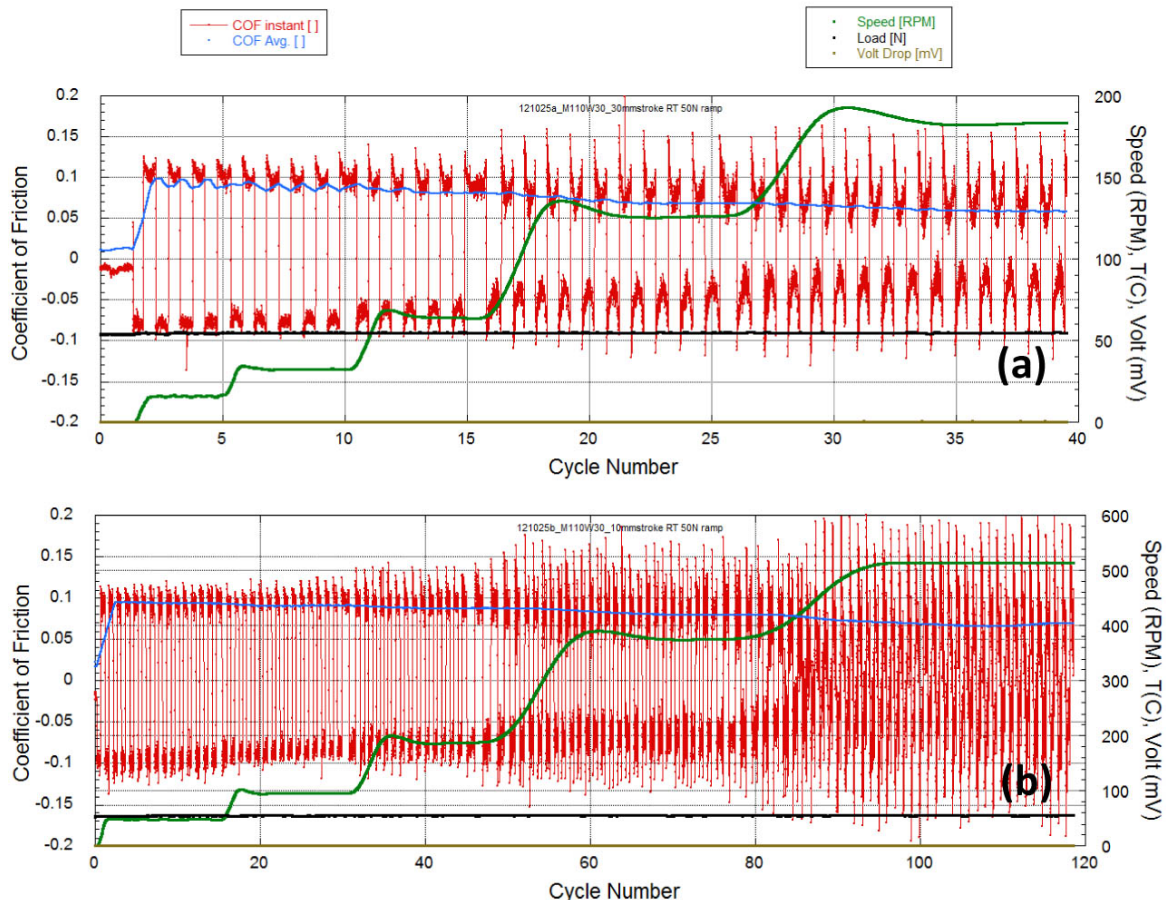 COF instant [ ]
COF Avg. [ ]
Speed [RPM]
Load [N]
Volt Drop [mV]
121025a_M110W30_30mmstroke RT 50N ramp
0.2
0.15
0.1
0.05
0
-0.05
-0.1
-0.15
-0.2
Coefficient of Friction
200
150
100
50
0
Speed (RPM), T(C), Volt (mV)
(a)
0 5 10 15 20 25 30 35 40
Cycle Number
121025b_M110W30_10mmstroke RT 50N ramp
0.2
0.15
0.1
0.05
0
-0.05
-0.1
-0.15
-0.2
Coefficient of Friction
600
500
400
300
200
100
0
Speed (RPM), T(C), Volt (mV)
(b)
0 20 40 60 80 100 120
Cycle Number